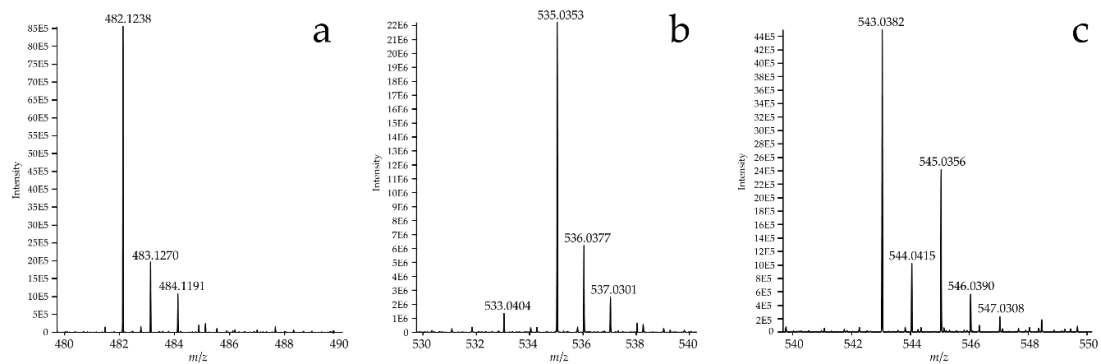 a
482.1238
483.1270
484.1191
85E5
80E5
75E5
70E5
65E5
60E5
55E5
50E5
45E5
40E5
35E5
30E5
25E5
20E5
15E5
10E5
5E5
0
Intensity
480 482 484 486 488 490
m/z
b
535.0353
536.0377
533.0404
537.0301
22E6
21E6
20E6
19E6
18E6
17E6
16E6
15E6
14E6
13E6
12E6
11E6
10E6
9E6
8E6
7E6
6E6
5E6
4E6
3E6
2E6
1E6
0
Intensity
530 532 534 536 538 540
m/z
c
543.0382
545.0356
544.0415
546.0390
547.0308
44E5
42E5
40E5
38E5
36E5
34E5
32E5
30E5
28E5
26E5
24E5
22E5
20E5
18E5
16E5
14E5
12E5
10E5
8E5
6E5
4E5
2E5
0
Intensity
540 542 544 546 548 550
m/z